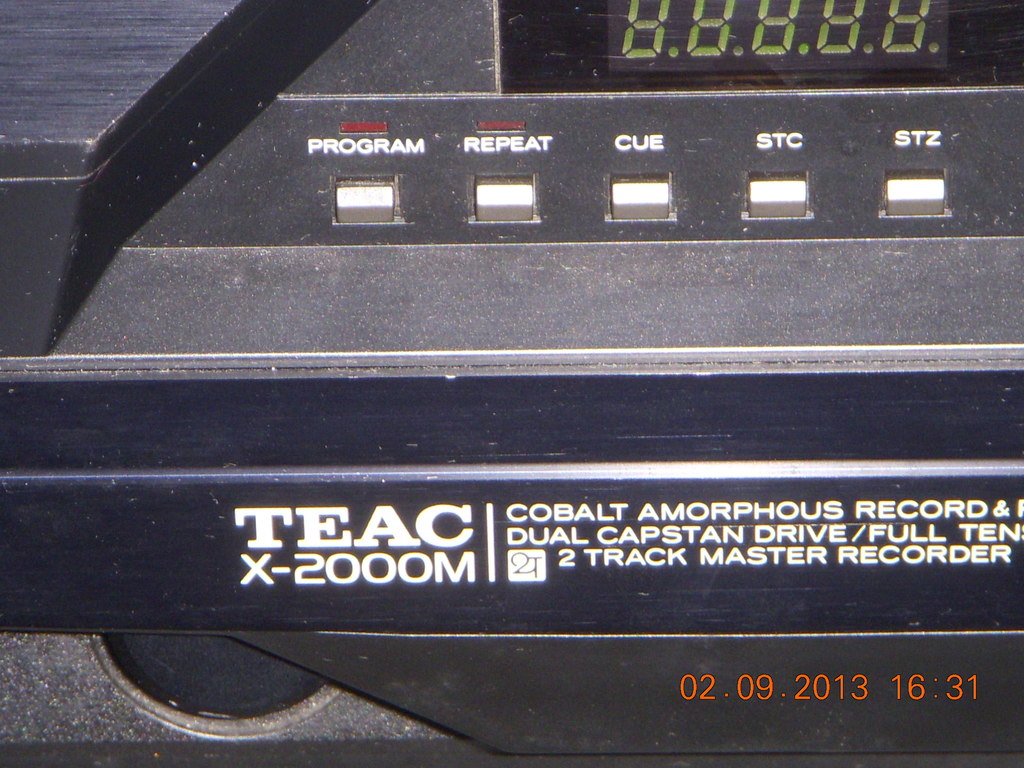 PROGRAM REPEAT CUE STC STZ
TEAC
X-2000M
COBALT AMORPHOUS RECORD &
DUAL CAPSTAN DRIVE/FULL
2T 2 TRACK MASTER RECORDER
02.09.2013 16:31